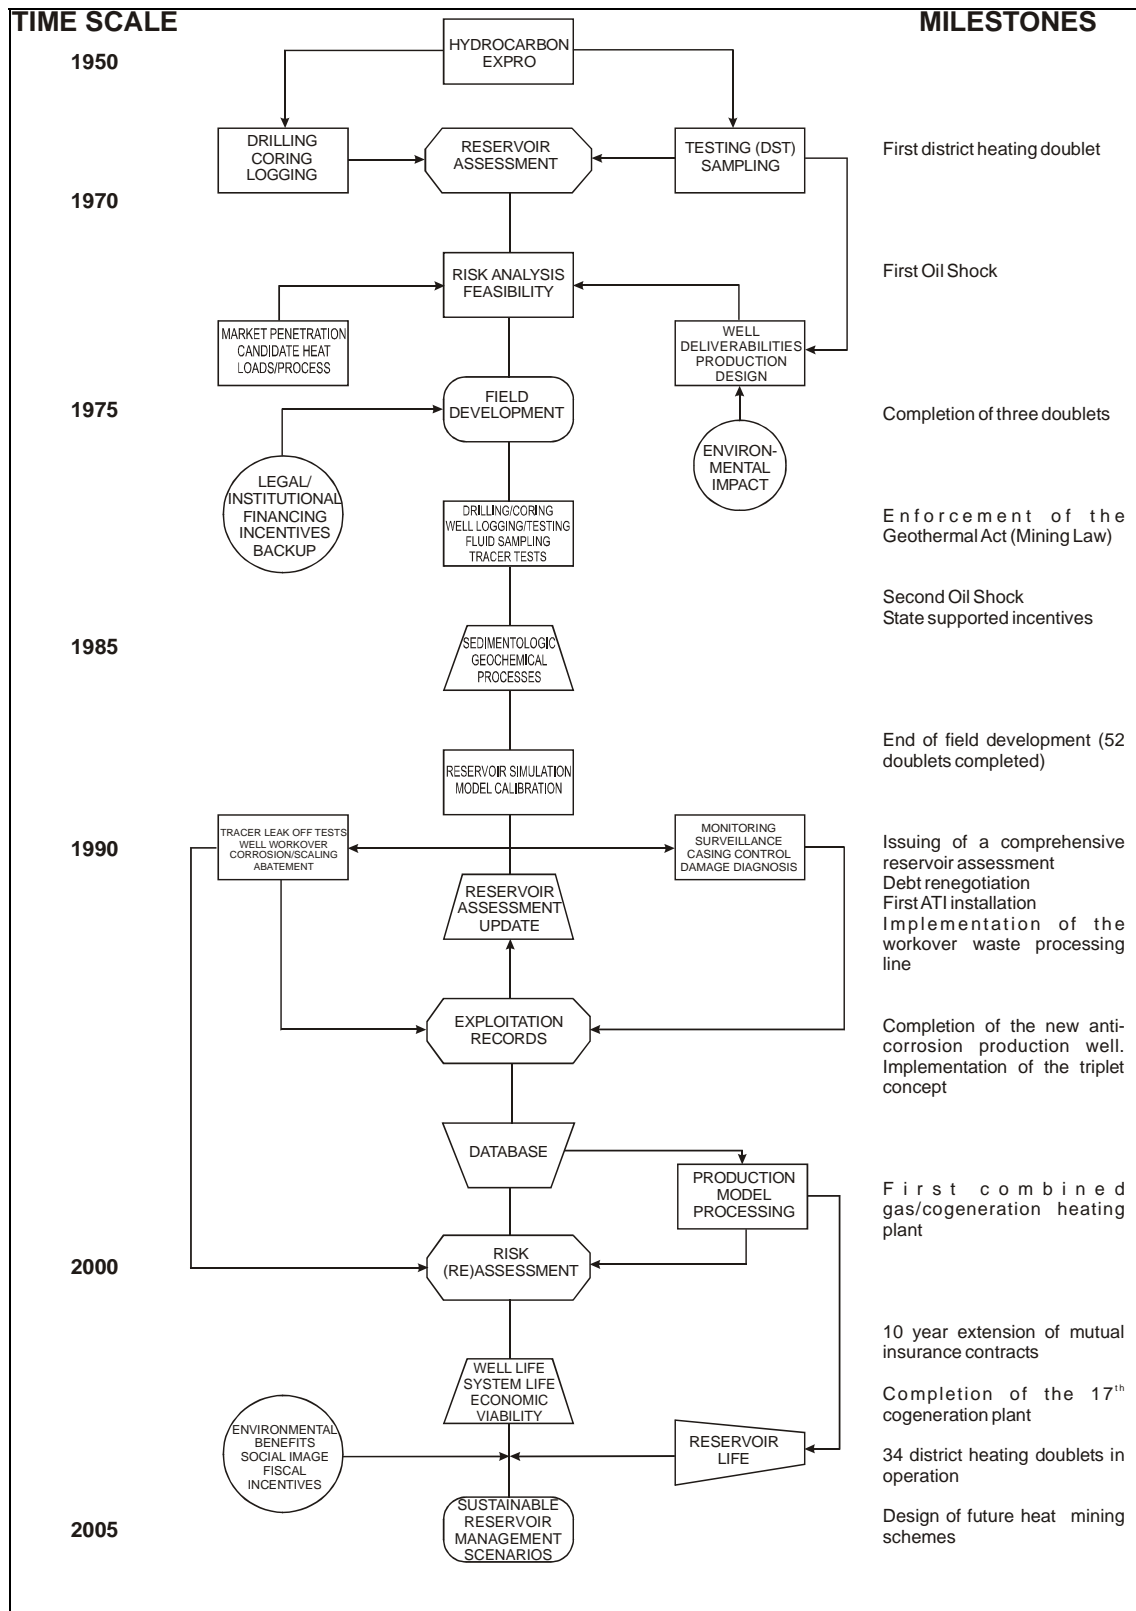 TIME SCALE
MILESTONES
1950
HYDROCARBON
EXPRO
DRILLING
CORING
LOGGING
RESERVOIR
ASSESSMENT
TESTING (DST)
SAMPLING
First district heating doublet
1970
RISK ANALYSIS
FEASIBILITY
First Oil Shock
MARKET PENETRATION
CANDIDATE HEAT
LOADS/PROCESS
WELL
DELIVERABILITIES
PRODUCTION
DESIGN
1975
FIELD
DEVELOPMENT
Completion of three doublets
LEGAL/
INSTITUTIONAL
FINANCING
INCENTIVES
BACKUP
ENVIRON-
MENTAL
IMPACT
DRILLING/CORING
WELL LOGGING/TESTING
FLUID SAMPLING
TRACER TESTS
Enforcement of the
Geothermal Act (Mining Law)
Second Oil Shock
State supported incentives
1985
SEDIMENTOLOGIC
GEOCHEMICAL
PROCESSES
End of field development (52
doublets completed)
RESERVOIR SIMULATION
MODEL CALIBRATION
1990
TRACER LEAK OFF TESTS
WELL WORKOVER
CORROSION/SCALING
ABATEMENT
MONITORING
SURVEILLANCE
CASING CONTROL
DAMAGE DIAGNOSIS
Issuing of a comprehensive
reservoir assessment
Debt renegotiation
First ATI installation
Implementation of the
workover waste processing
line
RESERVOIR
ASSESSMENT
UPDATE
EXPLOITATION
RECORDS
Completion of the new anti-
corrosion production well.
Implementation of the triplet
concept
DATABASE
PRODUCTION
MODEL
PROCESSING
First combined
gas/cogeneration heating
plant
2000
RISK
(RE)ASSESSMENT
10 year extension of mutual
insurance contracts
WELL LIFE
SYSTEM LIFE
ECONOMIC
VIABILITY
Completion of the 17th
cogeneration plant
ENVIRONMENTAL
BENEFITS
SOCIAL IMAGE
FISCAL
INCENTIVES
RESERVOIR
LIFE
34 district heating doublets in
operation
2005
SUSTAINABLE
RESERVOIR
MANAGEMENT
SCENARIOS
Design of future heat mining
schemes